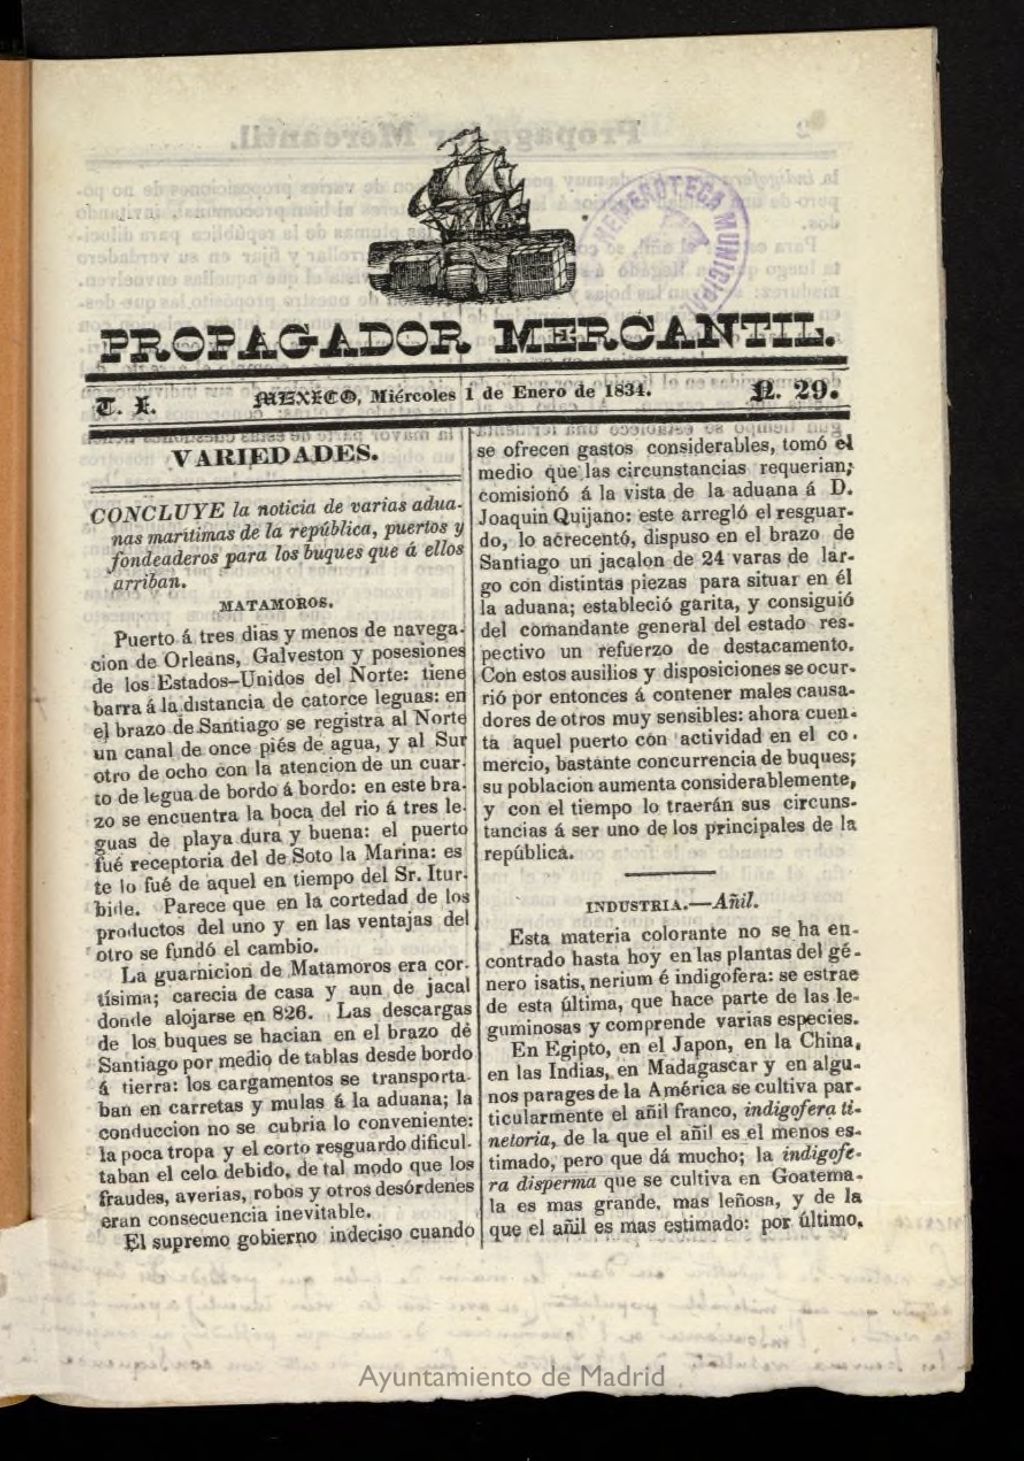 HEMEROTECA MUNICIPAL
PROPAGADOR MERCANTIL.
T. I.
MEXICO, Miércoles 1 de Enero de 1834.
N. 29.
VARIEDADES.
CONCLUYE la noticia de varias adua-
nas marítimas de la república, puertos y
fondeaderos para los buques que á ellos
arriban.
MATAMOROS.
Puerto á tres dias y menos de navega-
cion de Orleans, Galveston y posesiones
de los Estados-Unidos del Norte: tiene
barra á la distancia de catorce leguas: en
el brazo de Santiago se registra al Norte
un canal de once piés de agua, y al Sur
otro de ocho con la atencion de un cuar-
to de legua de bordo á bordo: en este bra-
zo se encuentra la boca del rio á tres le-
guas de playa dura y buena: el puerto
fué receptoria del de Soto la Marina: es
te lo fué de aquel en tiempo del Sr. Itur-
bide. Parece que en la cortedad de los
productos del uno y en las ventajas del
otro se fundó el cambio.
La guarnicion de Matamoros era cor-
tísima; carecia de casa y aun de jacal
donde alojarse en 826. Las descargas
de los buques se hacian en el brazo de
Santiago por medio de tablas desde bordo
á tierra: los cargamentos se transporta-
ban en carretas y mulas á la aduana; la
conduccion no se cubria lo conveniente:
la poca tropa y el corto resguardo dificul-
taban el celo debido, de tal modo que los
fraudes, averias, robos y otros desórdenes
eran consecuencia inevitable.
El supremo gobierno indeciso cuando
se ofrecen gastos considerables, tomó el
medio que las circunstancias requerian;
comisionó á la vista de la aduana á D.
Joaquin Quijano: este arregló el resguar-
do, lo acrecentó, dispuso en el brazo de
Santiago un jacalon de 24 varas de lar-
go con distintas piezas para situar en él
la aduana; estableció garita, y consiguió
del comandante general del estado res-
pectivo un refuerzo de destacamento.
Con estos ausilios y disposiciones se ocur-
rió por entonces á contener males causa-
dores de otros muy sensibles: ahora cuen-
ta aquel puerto con actividad en el co.
mercio, bastante concurrencia de buques;
su poblacion aumenta considerablemente,
y con el tiempo lo traerán sus circuns-
tancias á ser uno de los principales de la
república.
INDUSTRIA.—Añil.
Esta materia colorante no se ha en-
contrado hasta hoy en las plantas del gé-
nero isatis, nerium é indigofera: se estrae
de esta última, que hace parte de las le-
guminosas y comprende varias especies.
En Egipto, en el Japon, en la China,
en las Indias, en Madagascar y en algu-
nos parages de la América se cultiva par-
ticularmente el añil franco, indigofera ti-
netoria, de la que el añil es el menos es-
timado, pero que dá mucho; la indigofe-
ra disperma que se cultiva en Goatema-
la es mas grande, mas leñosa, y de la
que el añil es mas estimado: por último,
Ayuntamiento de Madrid